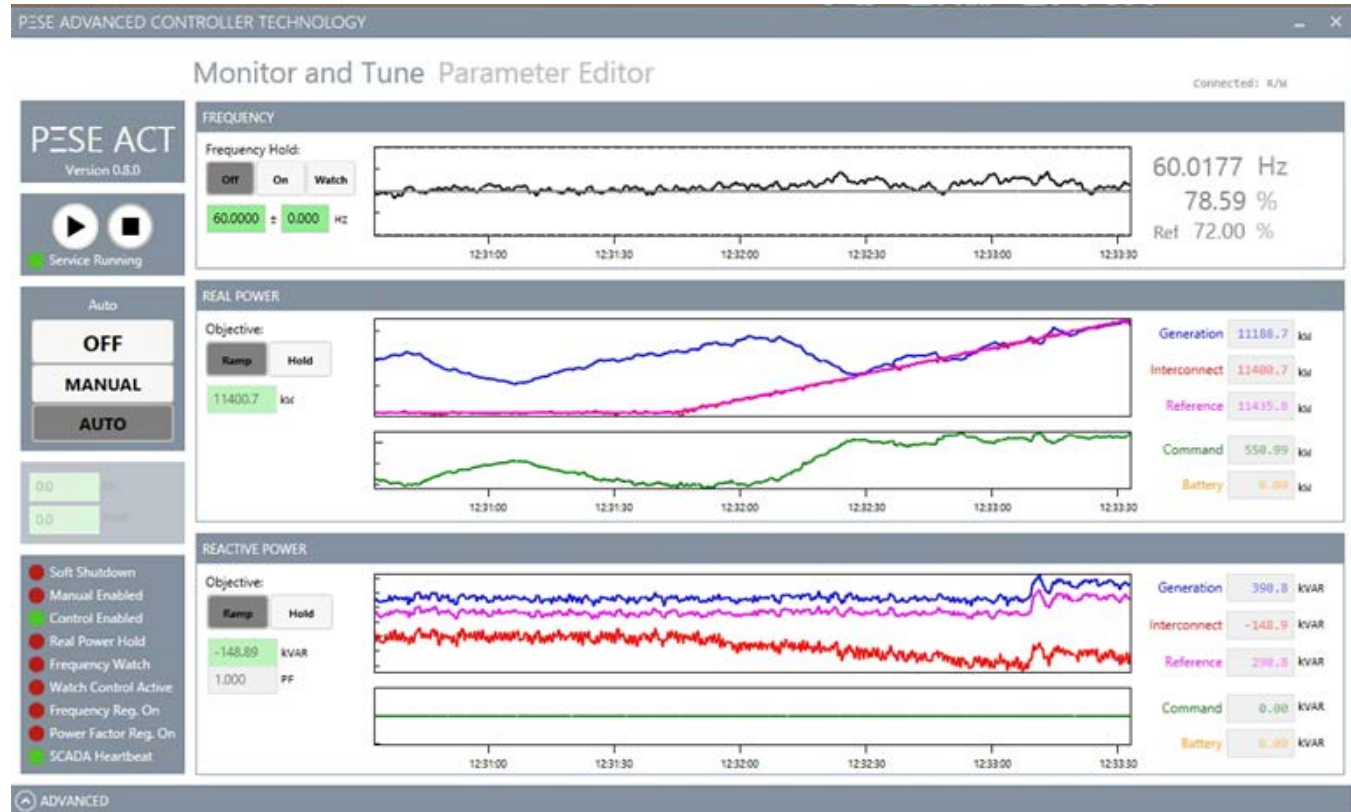 PΞSE ADVANCED CONTROLLER TECHNOLOGY
Monitor and Tune Parameter Editor
Connected: R/W
PΞSE ACT
Version 0.8.0
Service Running
Auto
OFF
MANUAL
AUTO
0.0
0.0
Soft Shutdown
Manual Enabled
Control Enabled
Real Power Hold
Frequency Watch
Watch Control Active
Frequency Reg. On
Power Factor Reg. On
SCADA Heartbeat
FREQUENCY
Frequency Hold:
Off On Watch
60.0000 ± 0.000 HZ
12:31:00 12:31:30 12:32:00 12:32:30 12:33:00 12:33:30
60.0177 Hz
78.59 %
Ref 72.00 %
REAL POWER
Objective:
Ramp Hold
11400.7 kW
12:31:00 12:31:30 12:32:00 12:32:30 12:33:00 12:33:30
Generation 11188.7 kW
Interconnect 11400.7 kW
Reference 11435.8 kW
Command 550.99 kW
Battery 0.00 kW
REACTIVE POWER
Objective:
Ramp Hold
-148.89 kVAR
1.000 PF
12:31:00 12:31:30 12:32:00 12:32:30 12:33:00 12:33:30
Generation 390.8 kVAR
Interconnect -148.9 kVAR
Reference 290.8 kVAR
Command 0.00 kVAR
Battery 0.00 kVAR
ADVANCED